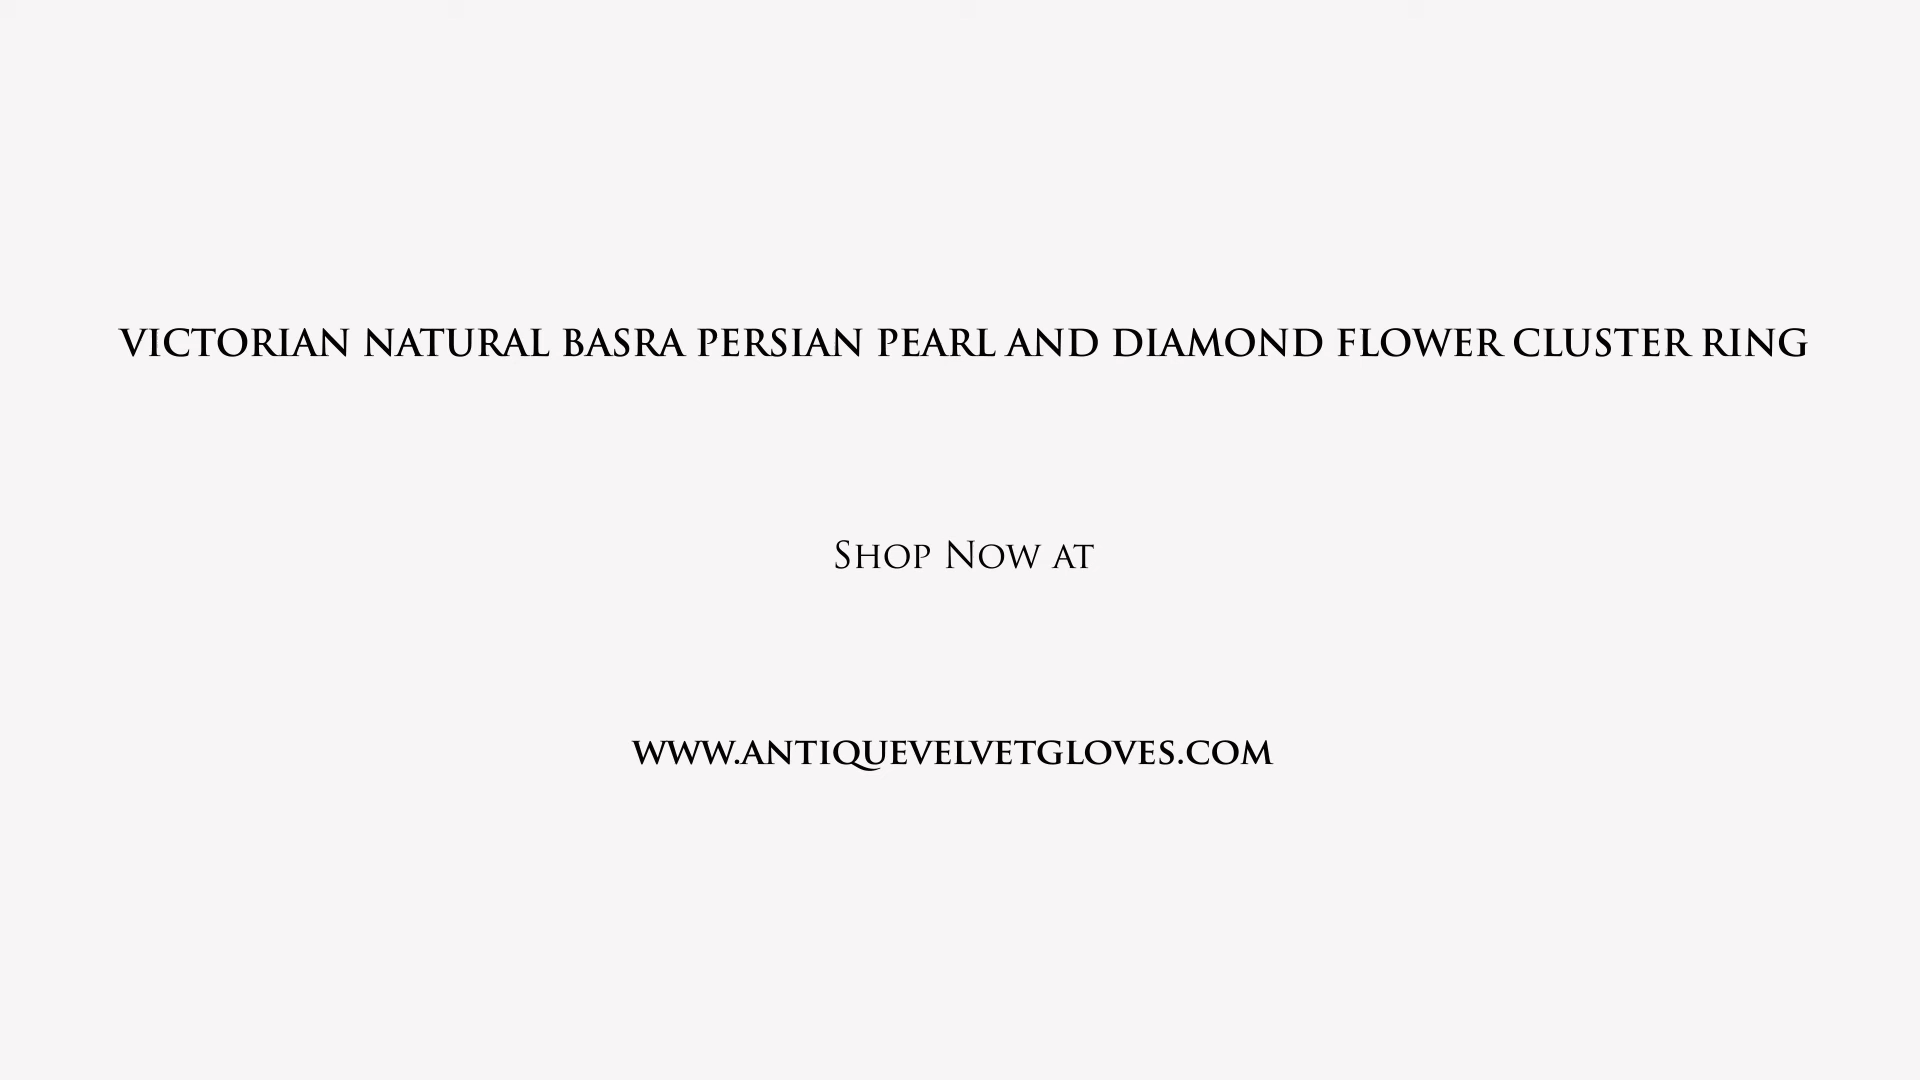 VICTORIAN NATURAL BASRA PERSIAN PEARL AND DIAMOND FLOWER CLUSTER RING
Shop Now at
www.antiquevelvetgloves.com